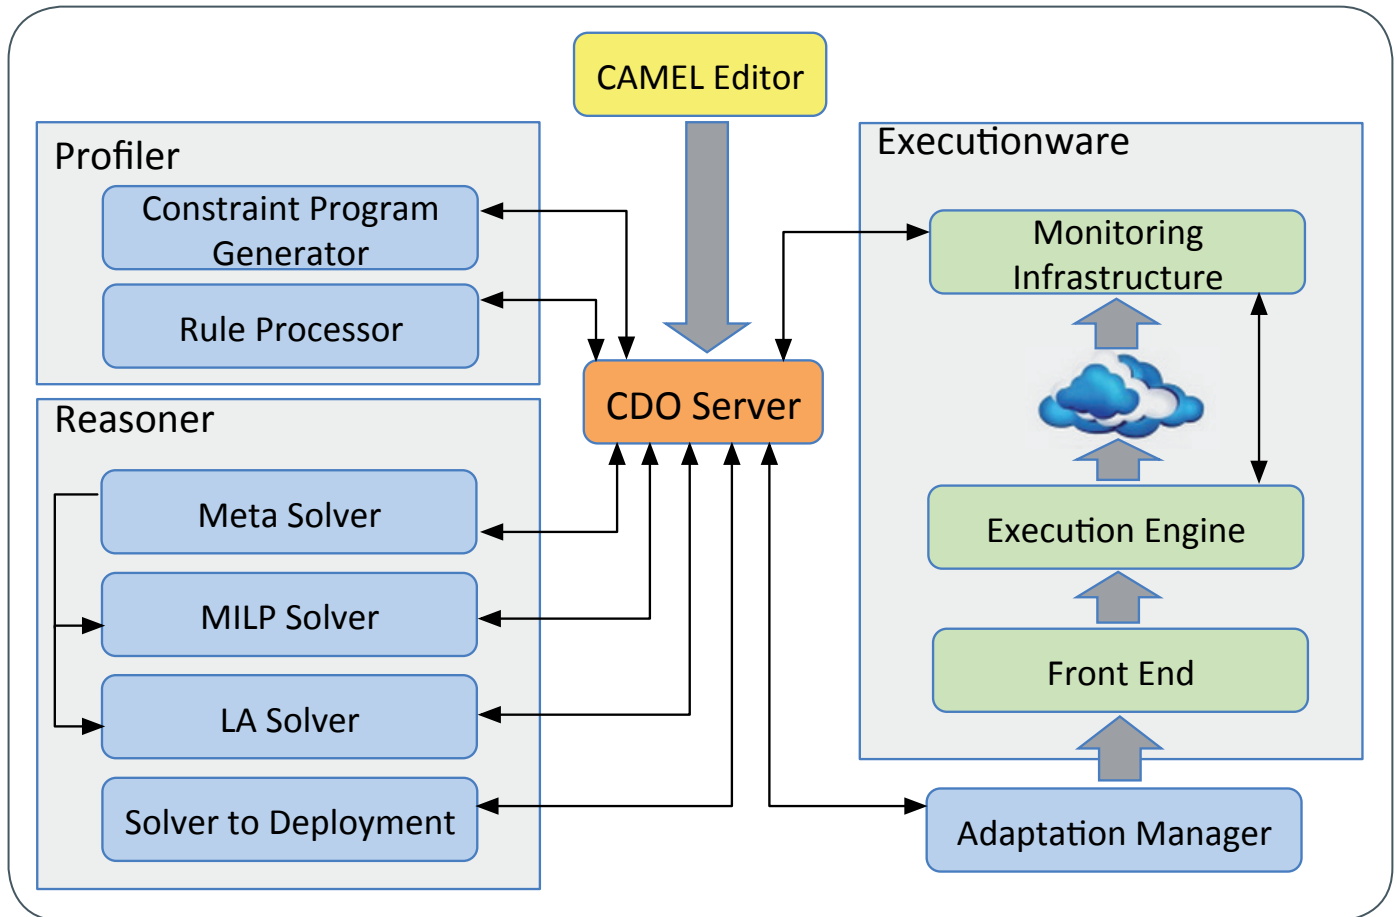 CAMEL Editor
Profiler
Constraint Program
Generator
Rule Processor
Reasoner
Meta Solver
MILP Solver
LA Solver
Solver to Deployment
CDO Server
Executionware
Monitoring
Infrastructure
Execution Engine
Front End
Adaptation Manager